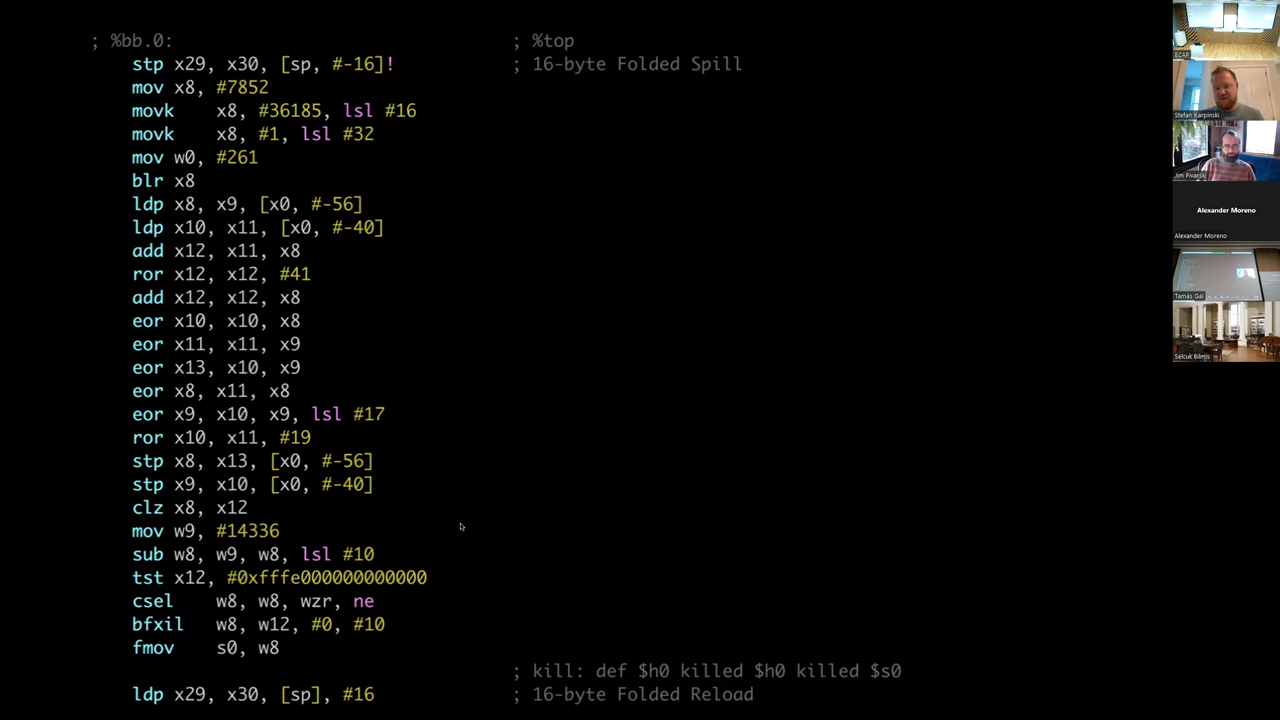 ; %bb.0: ; %top
stp x29, x30, [sp, #-16]! ; 16-byte Folded Spill
mov x8, #7852
movk x8, #36185, lsl #16
movk x8, #1, lsl #32
mov w0, #261
blr x8
ldp x8, x9, [x0, #-56]
ldp x10, x11, [x0, #-40]
add x12, x11, x8
ror x12, x12, #41
add x12, x12, x8
eor x10, x10, x8
eor x11, x11, x9
eor x13, x10, x9
eor x8, x11, x8
eor x9, x10, x9, lsl #17
ror x10, x11, #19
stp x8, x13, [x0, #-56]
stp x9, x10, [x0, #-40]
clz x8, x12
mov w9, #14336
sub w8, w9, w8, lsl #10
tst x12, #0xfffe000000000000
csel w8, w8, wzr, ne
bfxil w8, w12, #0, #10
fmov s0, w8
; kill: def $h0 killed $h0 killed $s0
ldp x29, x30, [sp], #16 ; 16-byte Folded Reload
ECAP
Stefan Karpinski
Jim Pivarski
Alexander Moreno
Alexander Moreno
Tamás Gál
Selcuk Bilmis